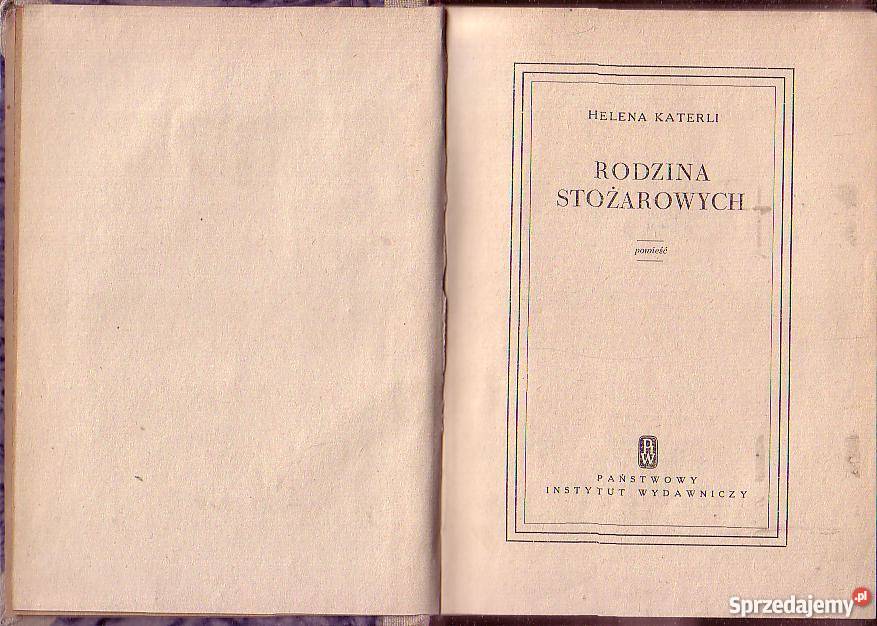 HELENA KATERLI
RODZINA
STOŻAROWYCH
powieść
PIW
PAŃSTWOWY
INSTYTUT WYDAWNICZY
Sprzedajemy.pl